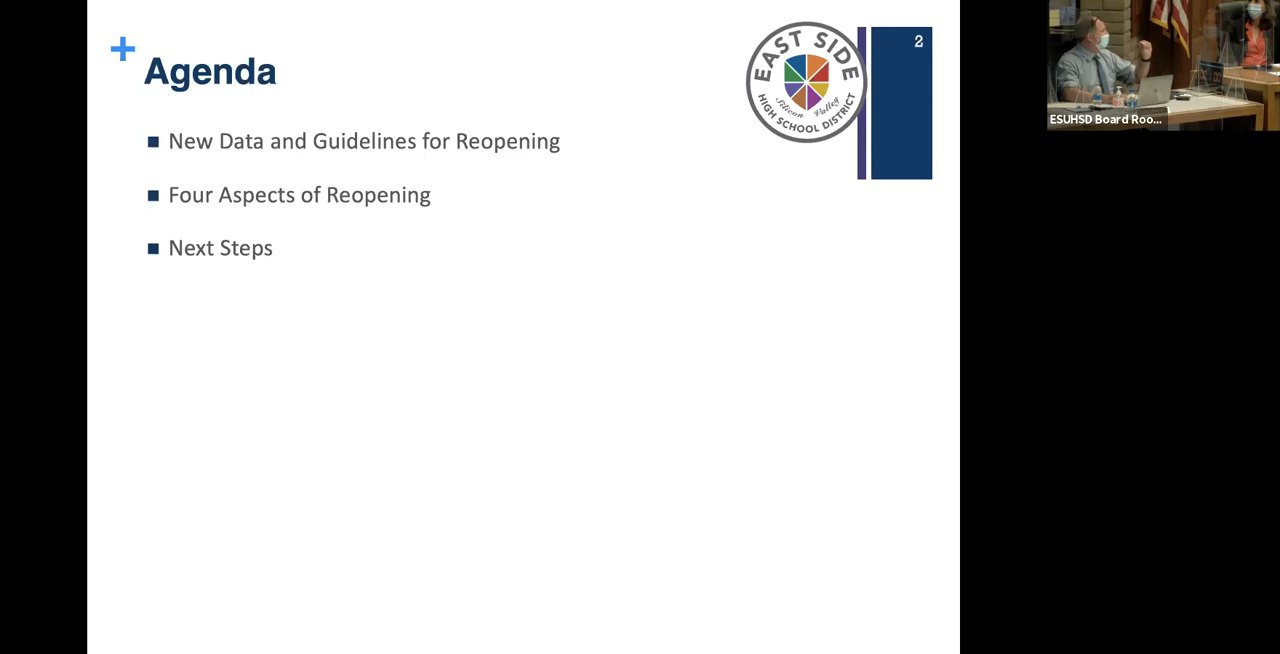 Agenda
New Data and Guidelines for Reopening
Four Aspects of Reopening
Next Steps
EAST SIDE
Silicon Valley
HIGH SCHOOL DISTRICT
2
ESUHSD Board Roo...